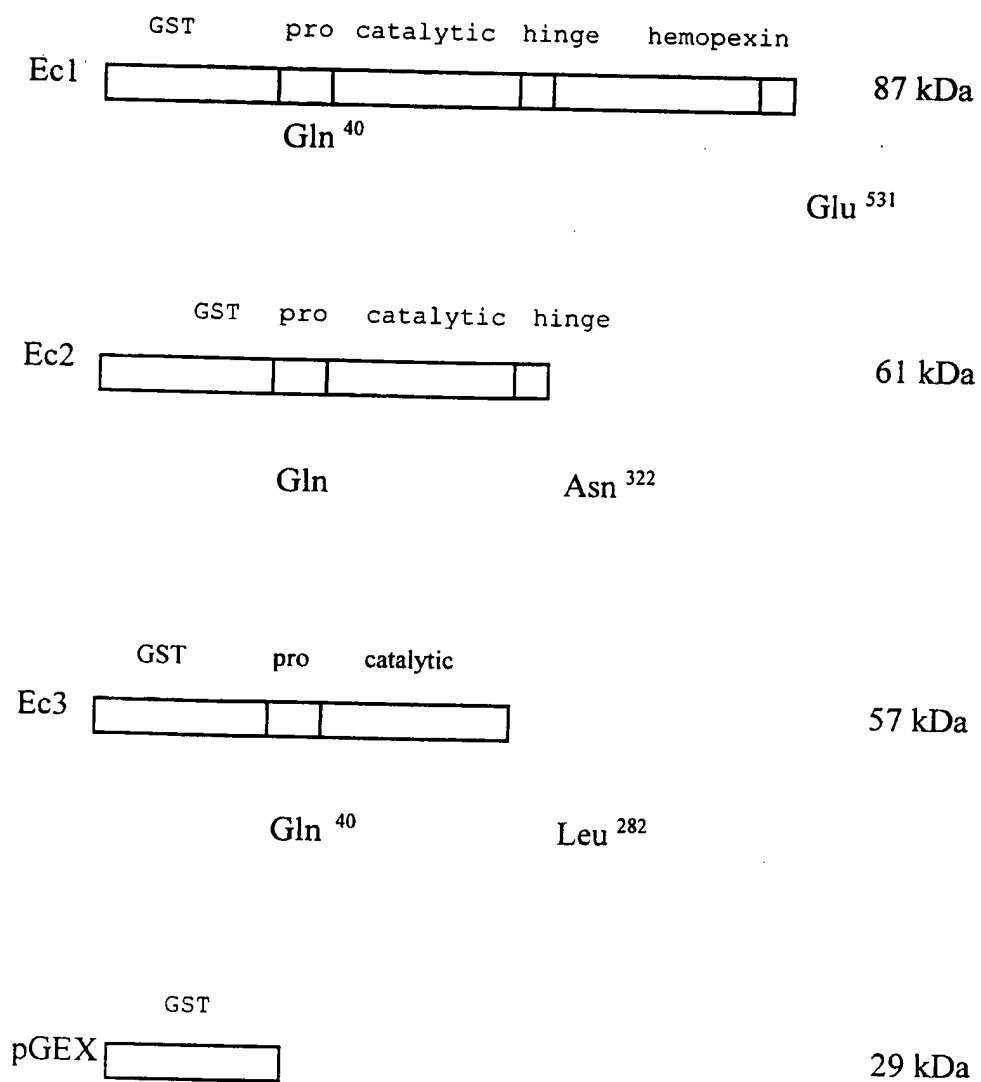 GST pro catalytic hinge hemopexin
Ec1 87 kDa
Gln 40
Glu 531
GST pro catalytic hinge
Ec2 61 kDa
Gln Asn 322
GST pro catalytic
Ec3 57 kDa
Gln 40 Leu 282
GST
pGEX 29 kDa